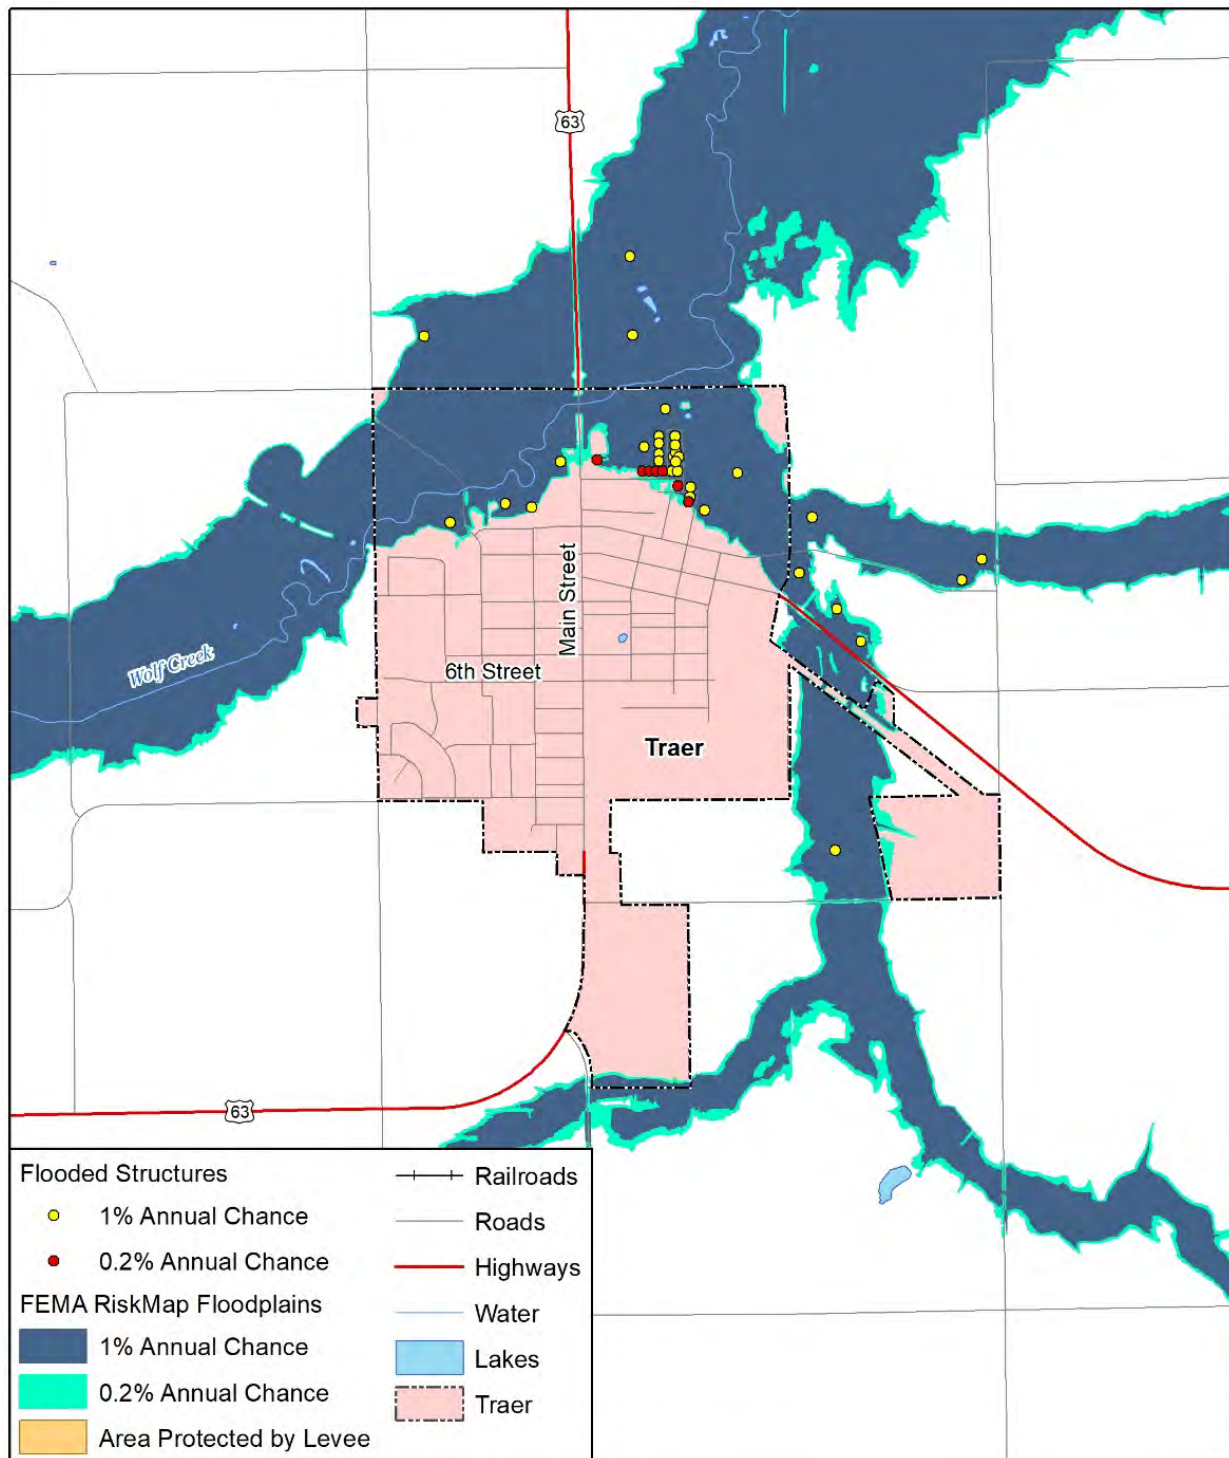 63
Main Street
Wolf Creek
6th Street
Traer
63
Flooded Structures
1% Annual Chance
0.2% Annual Chance
FEMA RiskMap Floodplains
1% Annual Chance
0.2% Annual Chance
Area Protected by Levee
Railroads
Roads
Highways
Water
Lakes
Traer